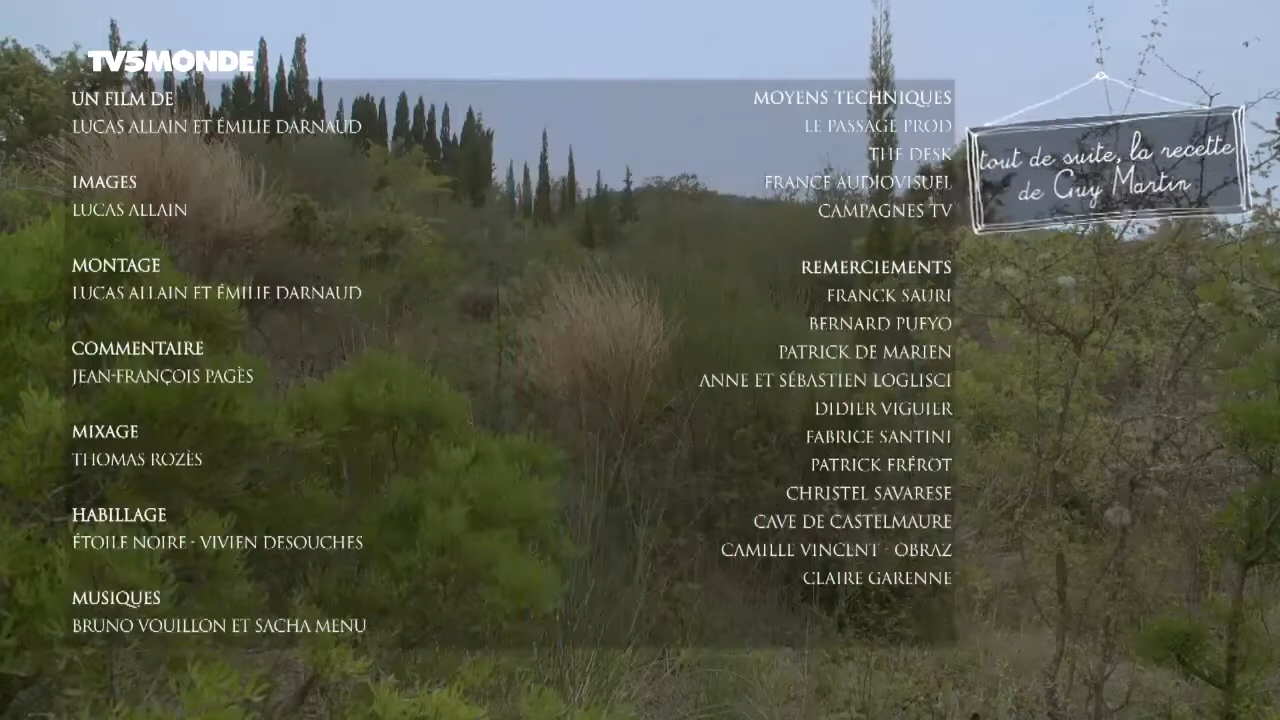 TV5MONDE
UN FILM DE
LUCAS ALLAIN ET ÉMILIE DARNAUD
IMAGES
LUCAS ALLAIN
MONTAGE
LUCAS ALLAIN ET ÉMILIE DARNAUD
COMMENTAIRE
JEAN-FRANÇOIS PAGÈS
MIXAGE
THOMAS ROZÈS
HABILLAGE
ÉTOILE NOIRE - VIVIEN DESOUCHES
MUSIQUES
BRUNO VOUILLON ET SACHA MENU
MOYENS TECHNIQUES
LE PASSAGE PROD
THE DESK
FRANCE AUDIOVISUEL
CAMPAGNES TV
REMERCIEMENTS
FRANCK SAURI
BERNARD PUEYO
PATRICK DE MARIEN
ANNE ET SÉBASTIEN LOGLISCI
DIDIER VIGUIER
FABRICE SANTINI
PATRICK FRÉROT
CHRISTEL SAVARESE
CAVE DE CASTELMAURE
CAMILLE VINCENT - OBRAZ
CLAIRE GARENNE
tout de suite, la recette
de Guy Martin